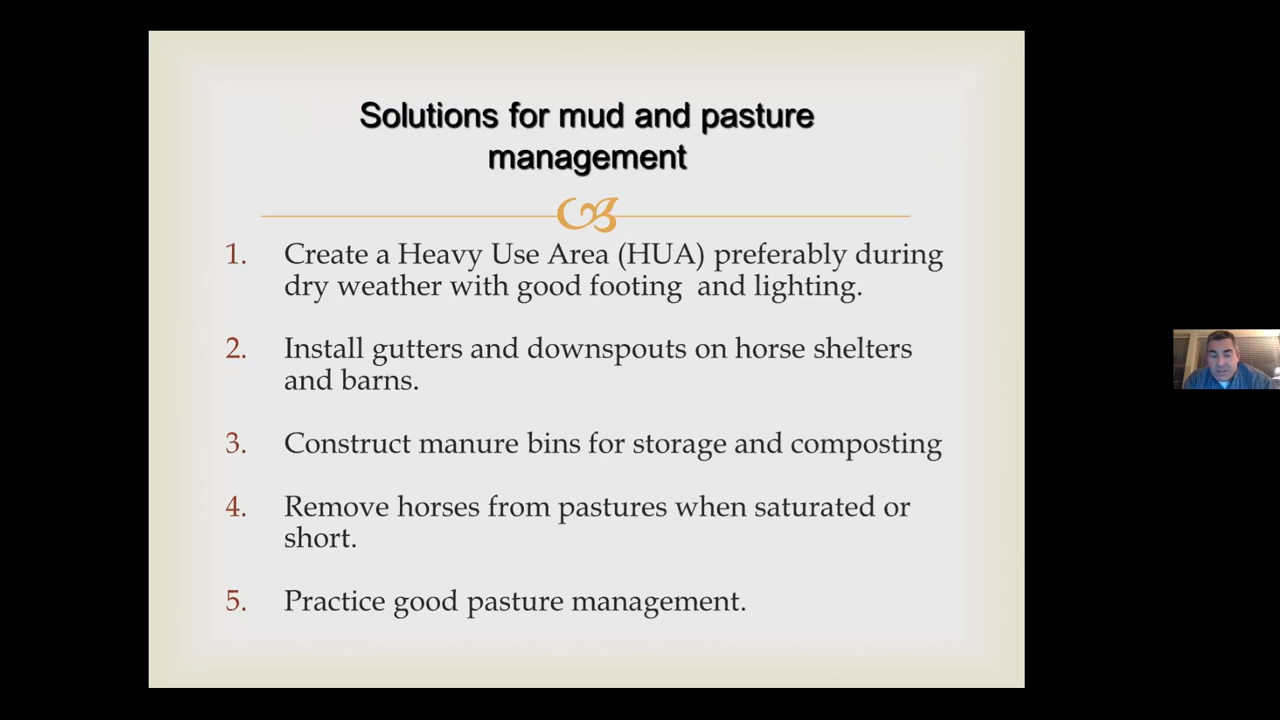 Solutions for mud and pasture
management
1. Create a Heavy Use Area (HUA) preferably during
dry weather with good footing  and lighting.
2. Install gutters and downspouts on horse shelters
and barns.
3. Construct manure bins for storage and composting
4. Remove horses from pastures when saturated or
short.
5. Practice good pasture management.